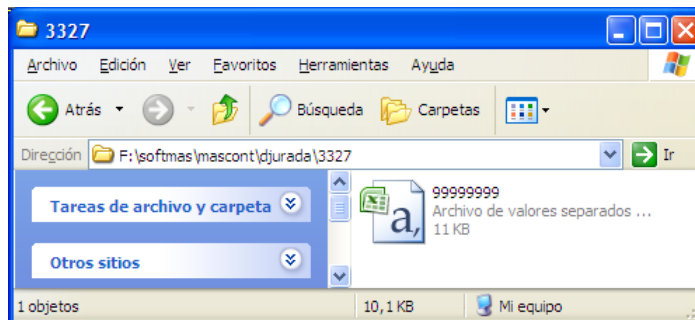 3327
Archivo Edición Ver Favoritos Herramientas Ayuda
Atrás Búsqueda Carpetas
Dirección F:\softmas\mascont\djurada\3327 Ir
Tareas de archivo y carpeta
Otros sitios
99999999
Archivo de valores separados ...
11 KB
1 objetos 10,1 KB Mi equipo